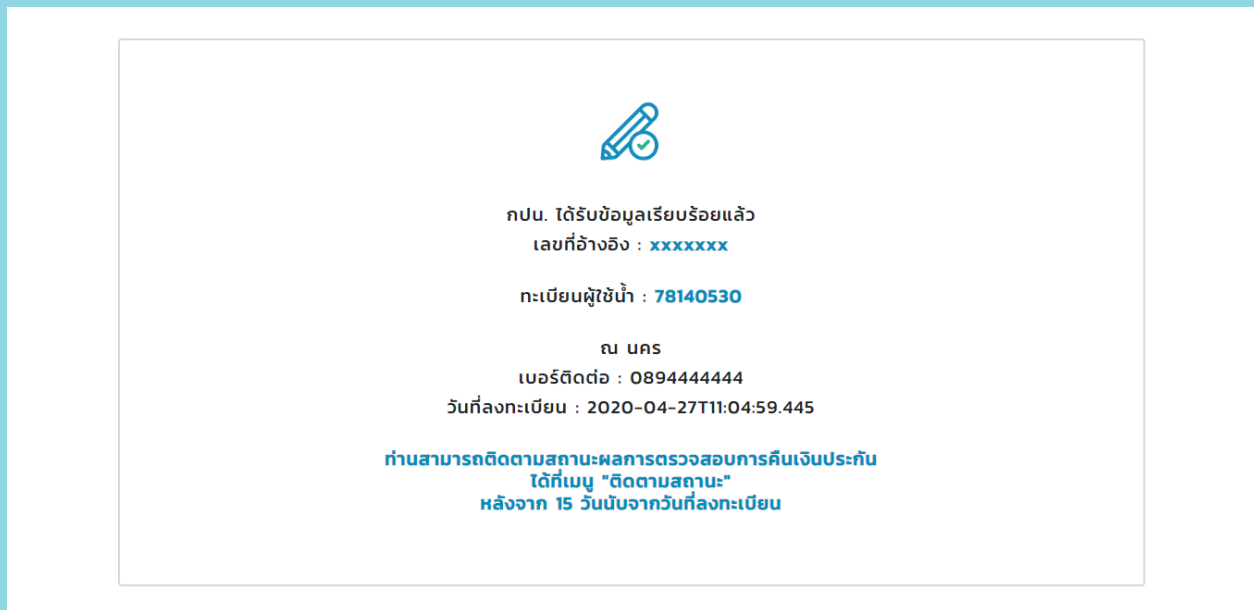 กปน. ได้รับข้อมูลเรียบร้อยแล้ว
เลขที่อ้างอิง : xxxxxxx
ทะเบียนผู้ใช้น้ำ : 78140530
ณ นคร
เบอร์ติดต่อ : 0894444444
วันที่ลงทะเบียน : 2020-04-27T11:04:59.445
ท่านสามารถติดตามสถานะผลการตรวจสอบการคืนเงินประกัน
ได้ที่เมนู "ติดตามสถานะ"
หลังจาก 15 วันนับจากวันที่ลงทะเบียน